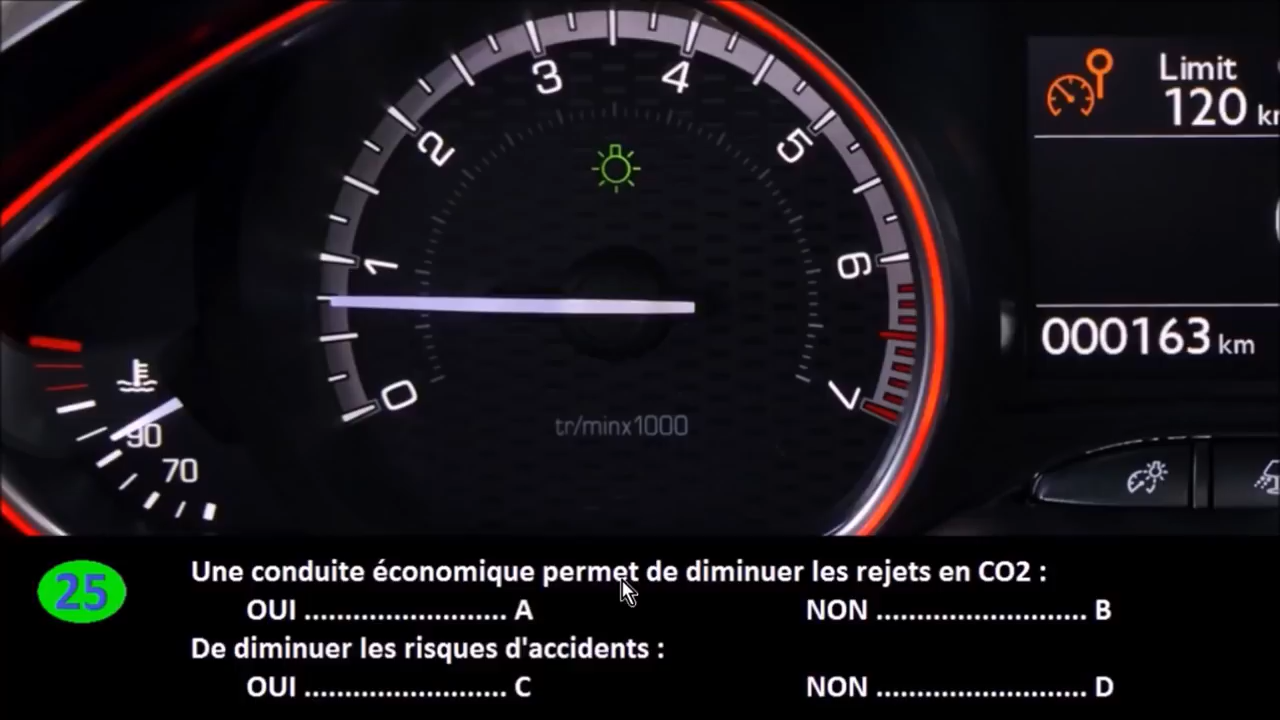 3
4
2
5
1
6
0
7
tr/minx1000
90
70
Limit
120 km
000163 km
25
Une conduite économique permet de diminuer les rejets en CO2 :
OUI ....................... A
NON ........................ B
De diminuer les risques d'accidents :
OUI ....................... C
NON ........................ D